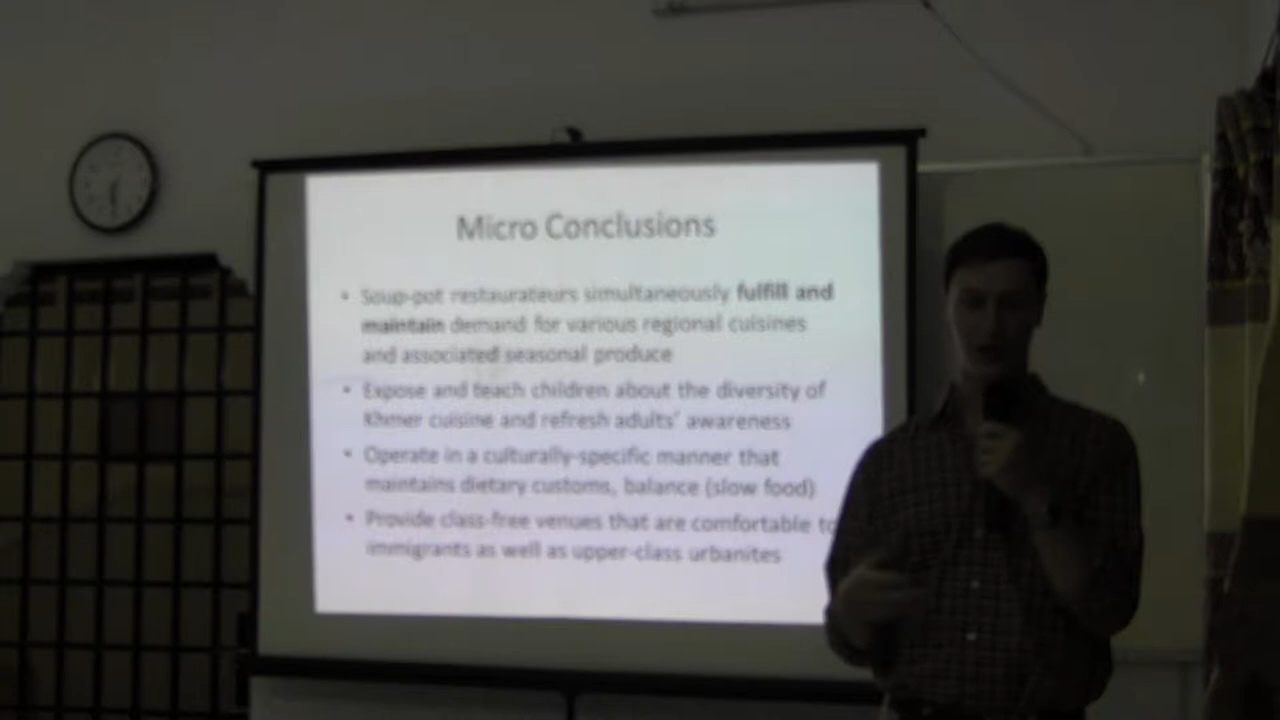 Micro Conclusions
• Soup-pot restaurateurs simultaneously fulfill and
maintain demand for various regional cuisines
and associated seasonal produce
• Expose and teach children about the diversity of
Khmer cuisine and refresh adults' awareness
• Operate in a culturally-specific manner that
maintains dietary customs, balance (slow food)
• Provide class-free venues that are comfortable to
immigrants as well as upper-class urbanites